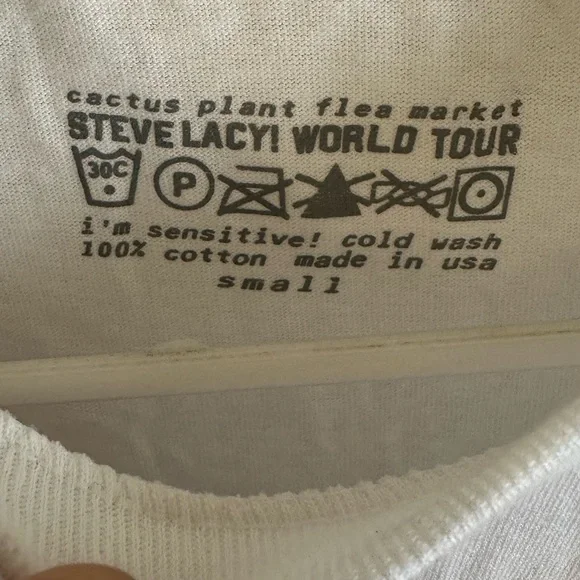 cactus plant flea market
STEVE LACY! WORLD TOUR
30C P
i'm sensitive! cold wash
100% cotton made in usa
small